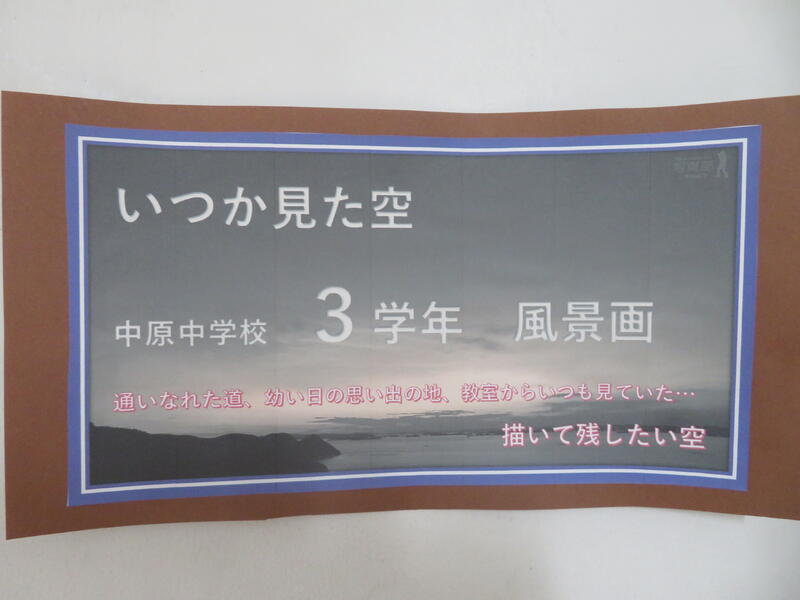 いつか見た空
中原中学校　3学年　風景画
通いなれた道、幼い日の思い出の地、教室からいつも見ていた…
描いて残したい空